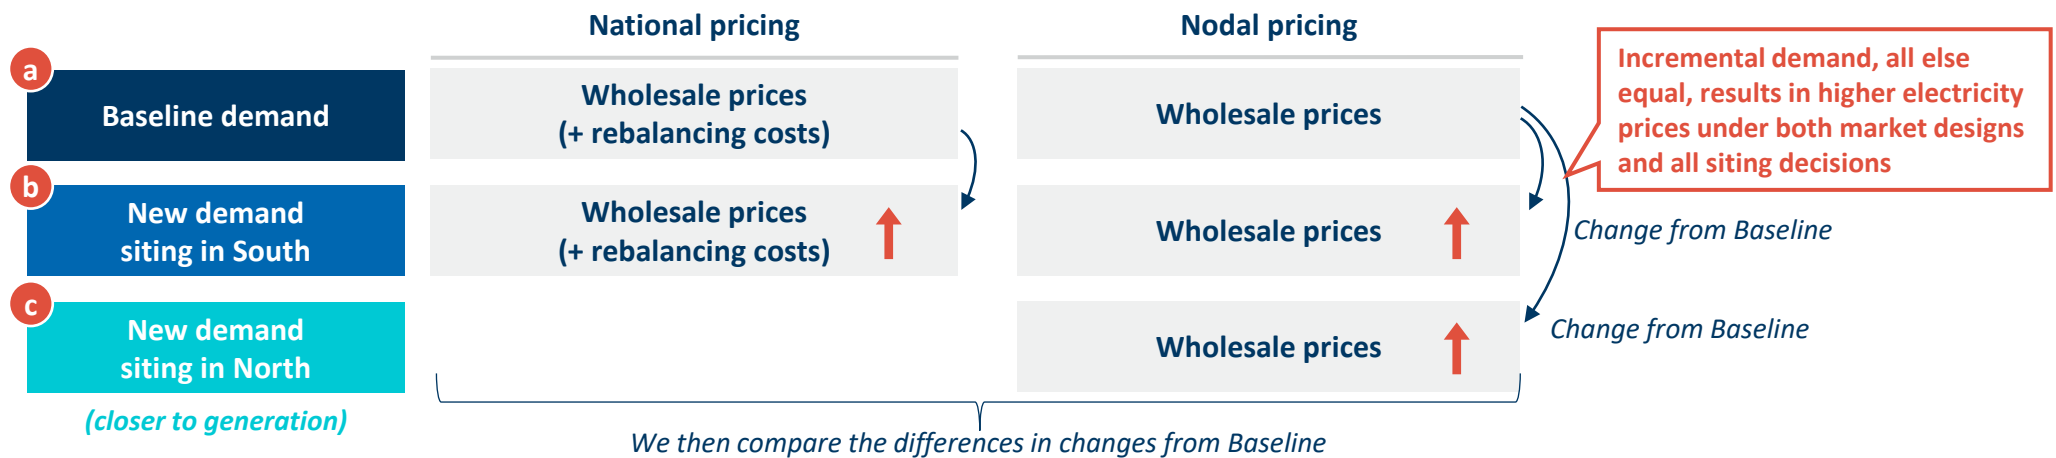 National pricing
Nodal pricing
a
Baseline demand
Wholesale prices
(+ rebalancing costs)
Wholesale prices
Incremental demand, all else
equal, results in higher electricity
prices under both market designs
and all siting decisions
b
New demand
siting in South
Wholesale prices
(+ rebalancing costs)
Wholesale prices
Change from Baseline
c
New demand
siting in North
Wholesale prices
Change from Baseline
(closer to generation)
We then compare the differences in changes from Baseline